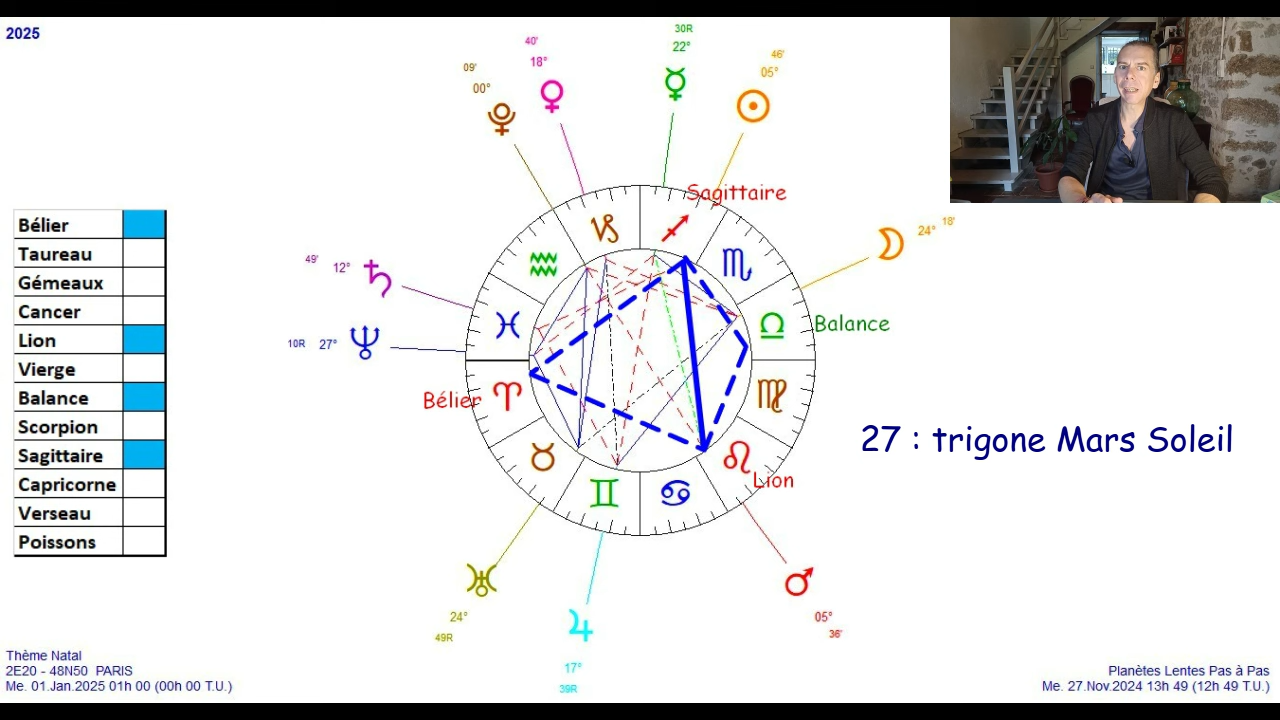 2025
40'
18°
30R
22°
46'
05°
09'
00°
Sagittaire
24° 18'
49'
12°
10R 27°
Balance
Bélier
Lion
Bélier
Taureau
Gémeaux
Cancer
Lion
Vierge
Balance
Scorpion
Sagittaire
Capricorne
Verseau
Poissons
27 : trigone Mars Soleil
24°
49R
17°
39R
05°
36'
Thème Natal
2E20 - 48N50 PARIS
Me. 01.Jan.2025 01h 00 (00h 00 T.U.)
Planètes Lentes Pas à Pas
Me. 27.Nov.2024 13h 49 (12h 49 T.U.)